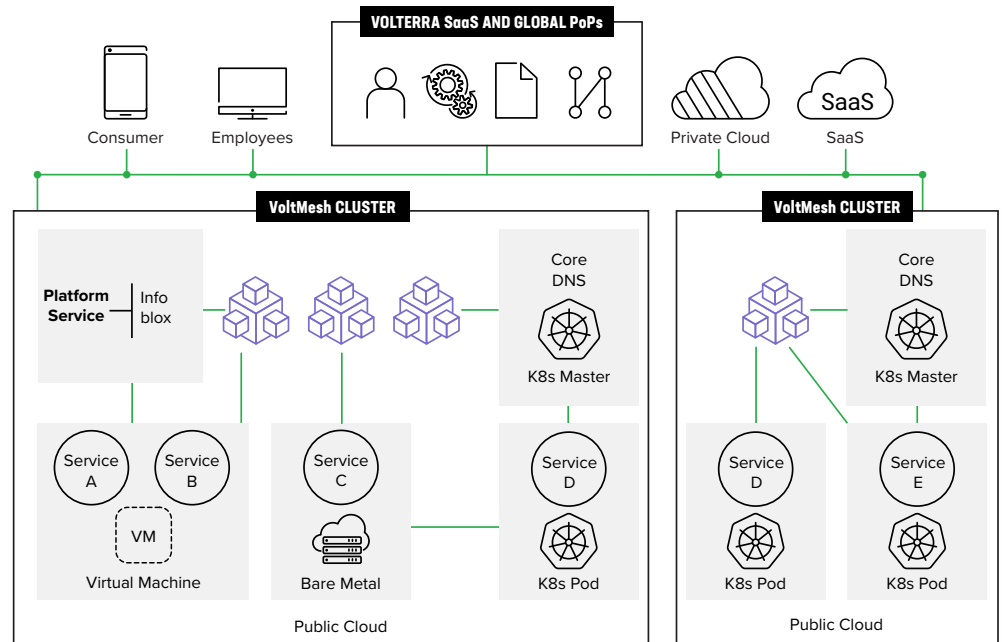 VOLTERRA SaaS AND GLOBAL PoPs
Consumer
Employees
Private Cloud
SaaS
SaaS
VoltMesh CLUSTER
Platform
Service
Info
blox
Core
DNS
K8s Master
Service
A
Service
B
VM
Virtual Machine
Service
C
Bare Metal
Service
D
K8s Pod
Public Cloud
VoltMesh CLUSTER
Core
DNS
K8s Master
Service
D
K8s Pod
Service
E
K8s Pod
Public Cloud